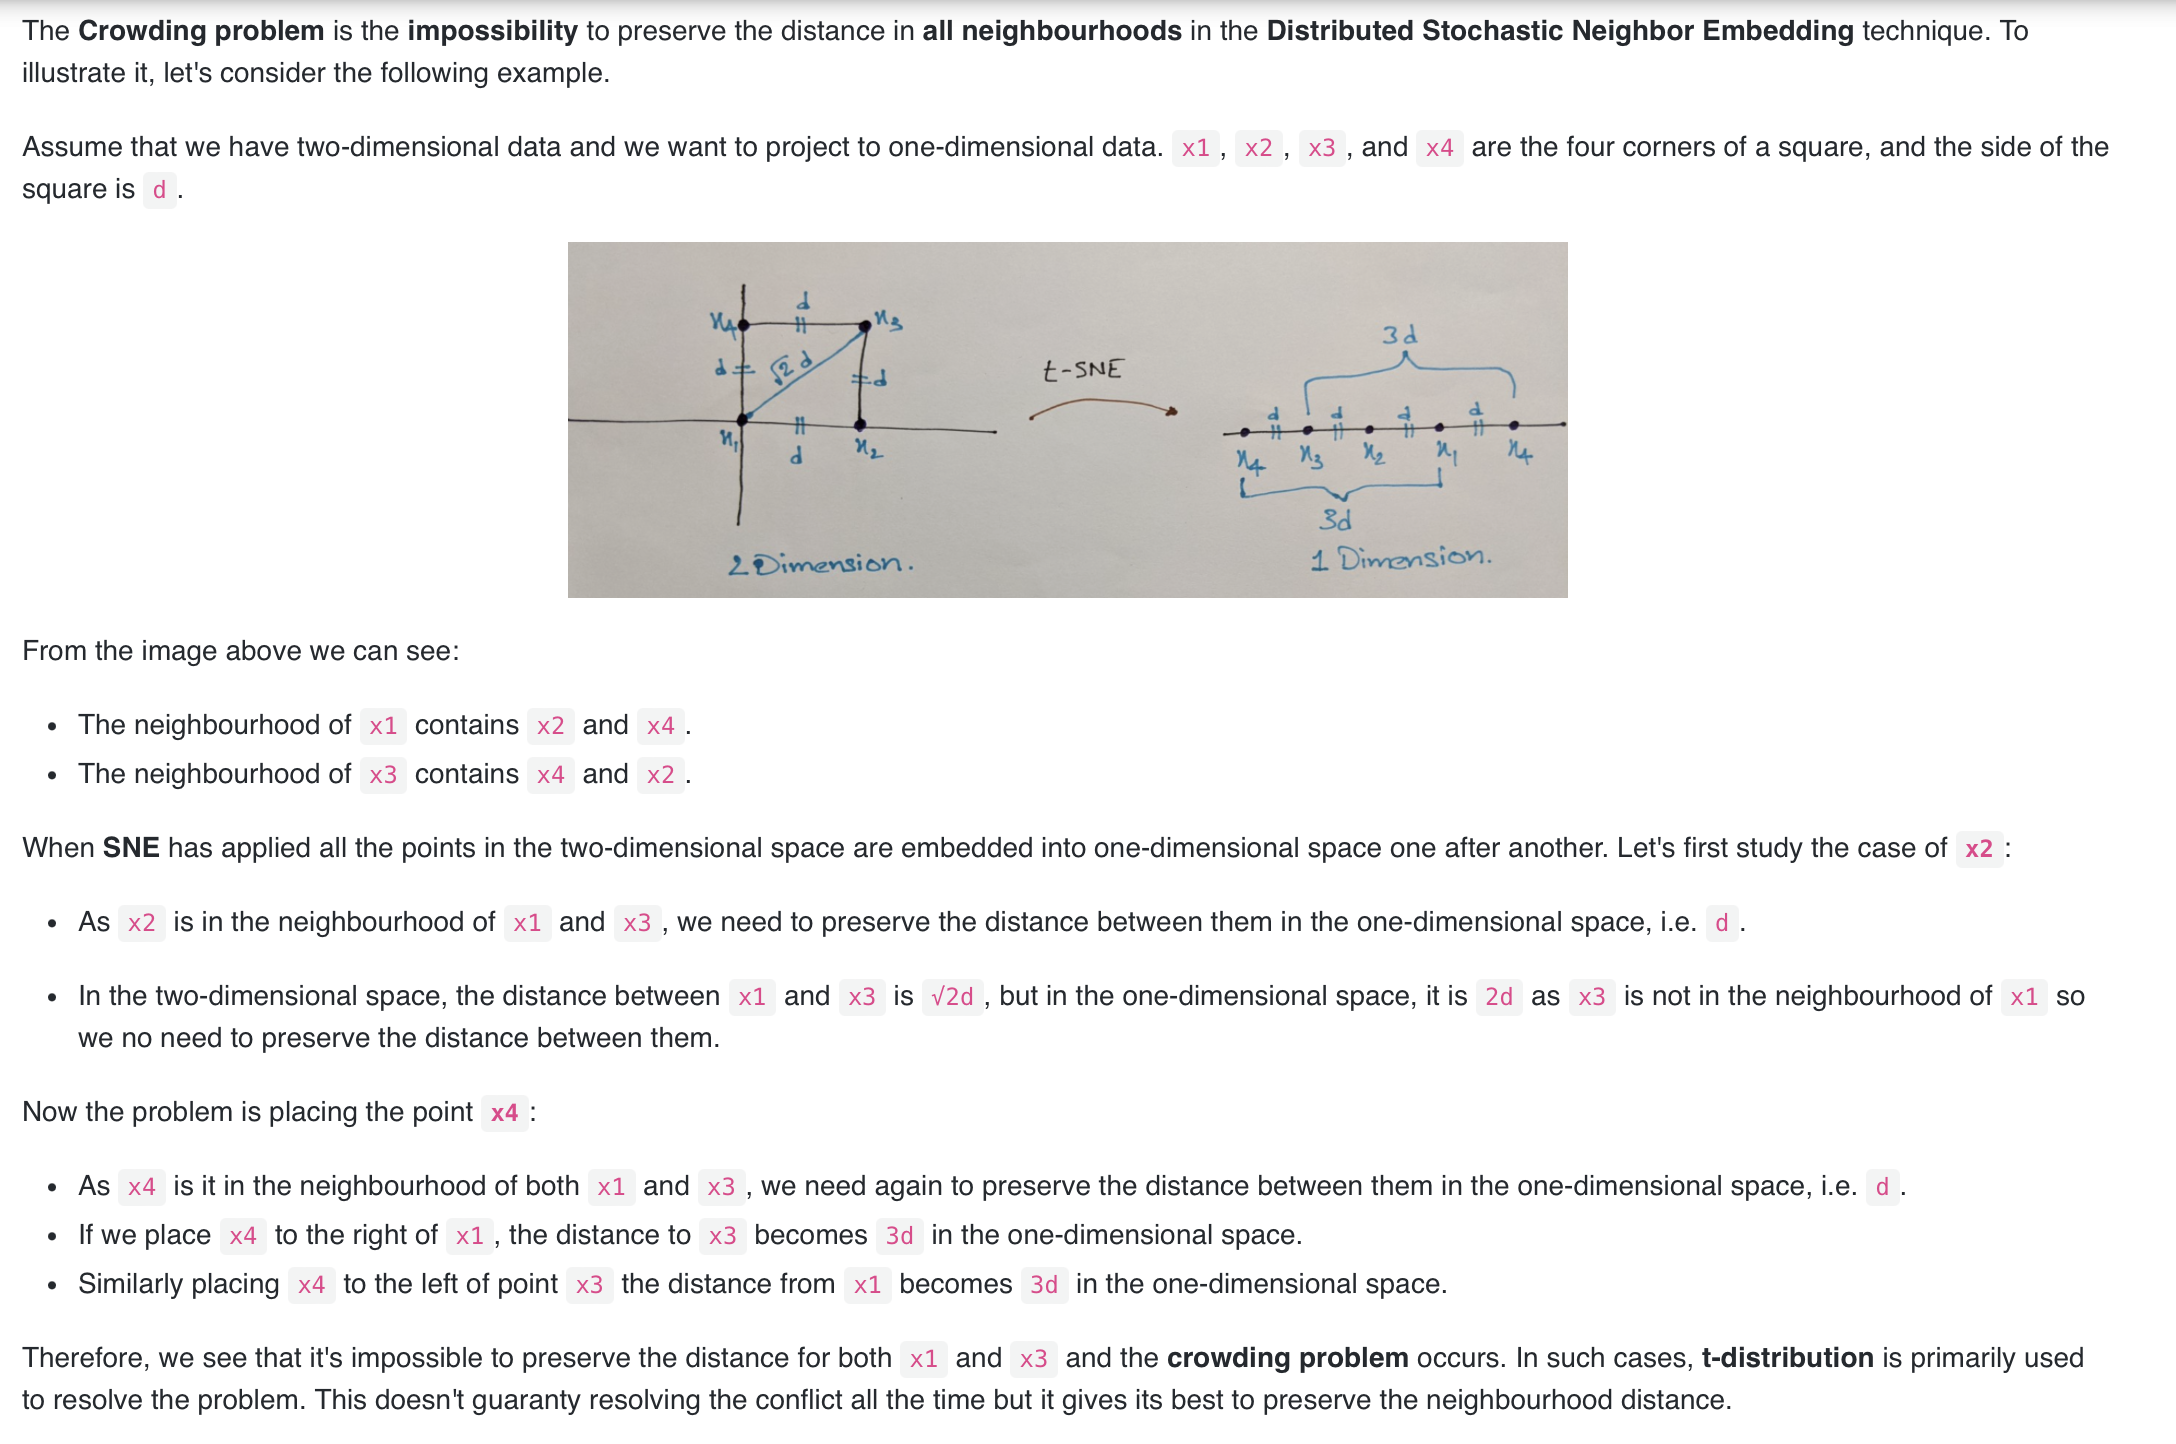 The Crowding problem is the impossibility to preserve the distance in all neighbourhoods in the Distributed Stochastic Neighbor Embedding technique. To
illustrate it, let's consider the following example.
Assume that we have two-dimensional data and we want to project to one-dimensional data. x1 , x2 , x3 , and x4 are the four corners of a square, and the side of the
square is d .
d
x4 x3
d √2 d d
x1 x2
d
2 Dimension.
t-SNE
3d
d d d d
x4 x3 x2 x1 x4
3d
1 Dimension.
From the image above we can see:
• The neighbourhood of x1 contains x2 and x4 .
• The neighbourhood of x3 contains x4 and x2 .
When SNE has applied all the points in the two-dimensional space are embedded into one-dimensional space one after another. Let's first study the case of x2 :
• As x2 is in the neighbourhood of x1 and x3 , we need to preserve the distance between them in the one-dimensional space, i.e. d .
• In the two-dimensional space, the distance between x1 and x3 is √2d , but in the one-dimensional space, it is 2d as x3 is not in the neighbourhood of x1 so
we no need to preserve the distance between them.
Now the problem is placing the point x4 :
• As x4 is it in the neighbourhood of both x1 and x3 , we need again to preserve the distance between them in the one-dimensional space, i.e. d .
• If we place x4 to the right of x1 , the distance to x3 becomes 3d in the one-dimensional space.
• Similarly placing x4 to the left of point x3 the distance from x1 becomes 3d in the one-dimensional space.
Therefore, we see that it's impossible to preserve the distance for both x1 and x3 and the crowding problem occurs. In such cases, t-distribution is primarily used
to resolve the problem. This doesn't guaranty resolving the conflict all the time but it gives its best to preserve the neighbourhood distance.